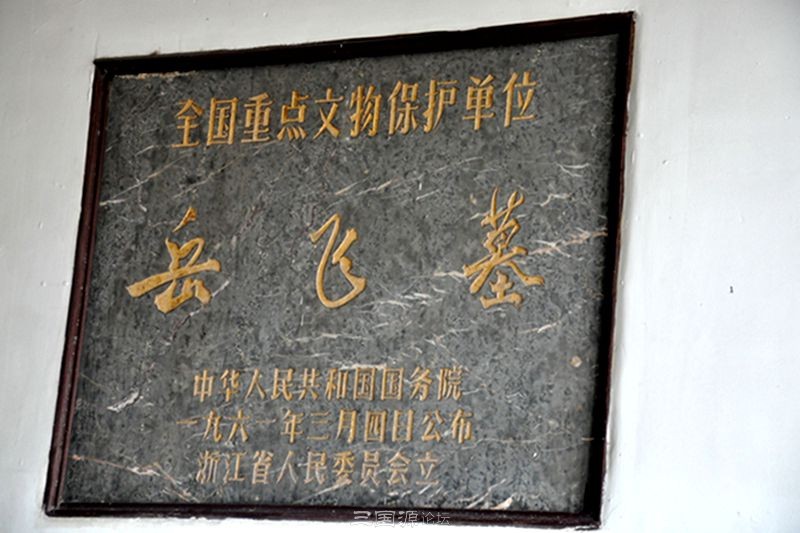 全国重点文物保护单位
岳飞墓
中华人民共和国国务院
一九六一年三月四日公布
浙江省人民委员会立
三国源论坛